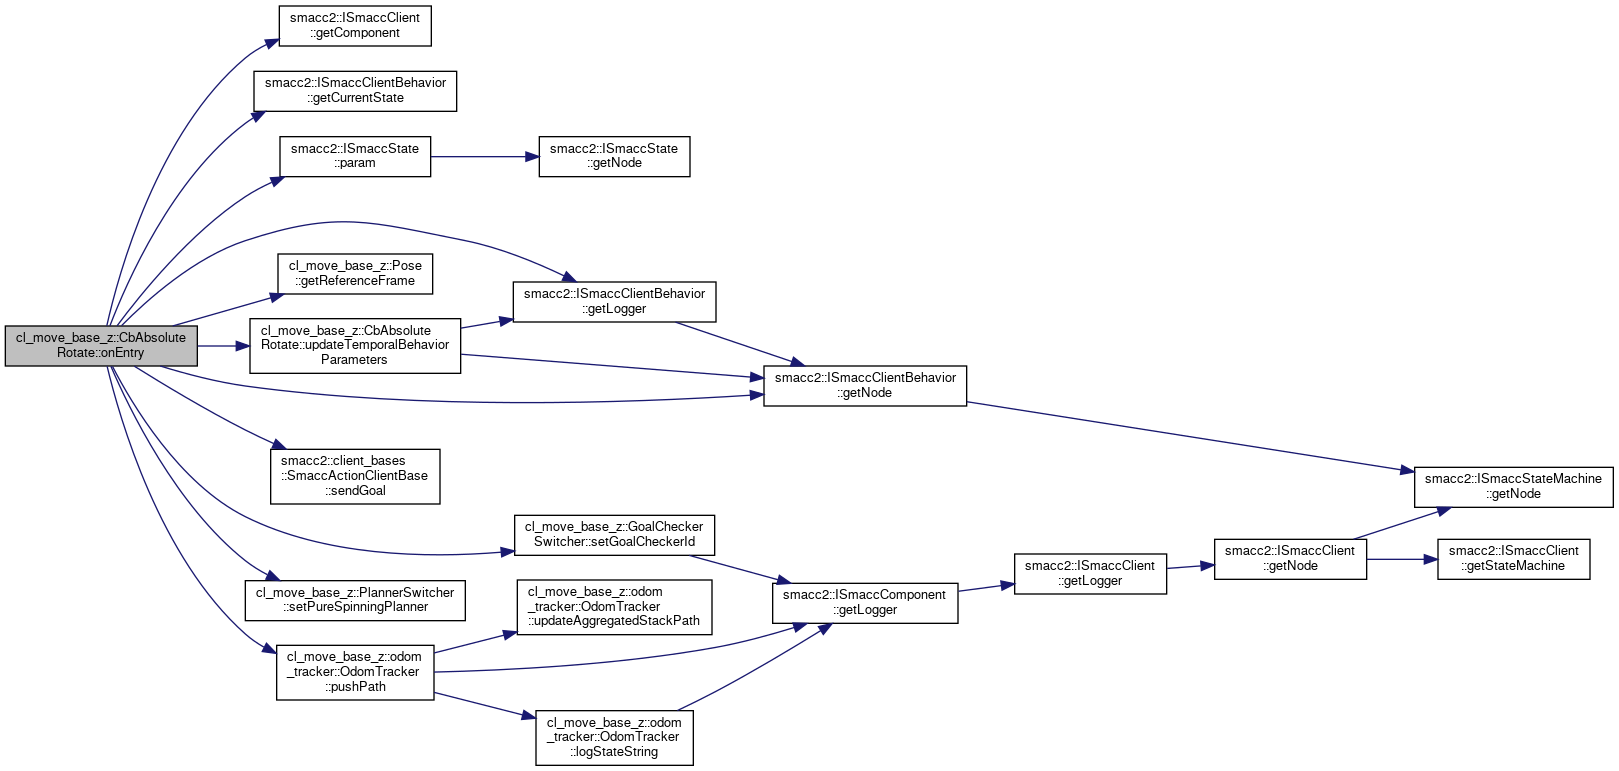 smacc2::ISmaccClient
::getComponent
smacc2::ISmaccClientBehavior
::getCurrentState
smacc2::ISmaccState
::param
smacc2::ISmaccState
::getNode
cl_move_base_z::Pose
::getReferenceFrame
smacc2::ISmaccClientBehavior
::getLogger
cl_move_base_z::CbAbsolute
Rotate::onEntry
cl_move_base_z::CbAbsolute
Rotate::updateTemporalBehavior
Parameters
smacc2::ISmaccClientBehavior
::getNode
smacc2::client_bases
::SmaccActionClientBase
::sendGoal
smacc2::ISmaccStateMachine
::getNode
cl_move_base_z::GoalChecker
Switcher::setGoalCheckerId
smacc2::ISmaccClient
::getLogger
smacc2::ISmaccClient
::getNode
smacc2::ISmaccClient
::getStateMachine
cl_move_base_z::PlannerSwitcher
::setPureSpinningPlanner
cl_move_base_z::odom
_tracker::OdomTracker
::updateAggregatedStackPath
smacc2::ISmaccComponent
::getLogger
cl_move_base_z::odom
_tracker::OdomTracker
::pushPath
cl_move_base_z::odom
_tracker::OdomTracker
::logStateString